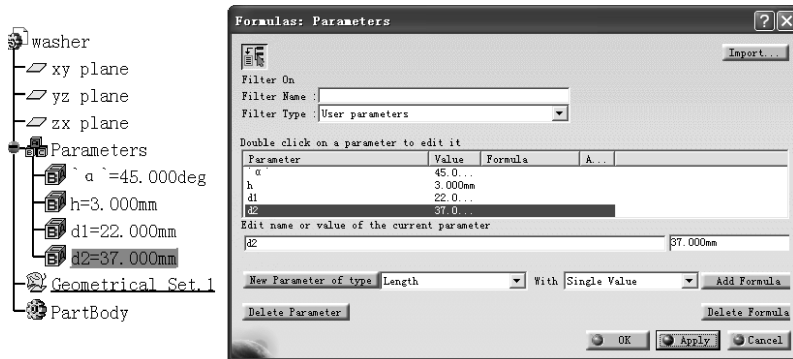 washer
xy plane
yz plane
zx plane
Parameters
`α`=45.000deg
h=3.000mm
d1=22.000mm
d2=37.000mm
Geometrical Set.1
PartBody
Formulas: Parameters
Import...
Filter On
Filter Name :
Filter Type : User parameters
Double click on a parameter to edit it
Parameter Value Formula A...
`α` 45.0...
h 3.000mm
d1 22.0...
d2 37.0...
Edit name or value of the current parameter
d2 37.000mm
New Parameter of type Length With Single Value Add Formula
Delete Parameter Delete Formula
OK Apply Cancel